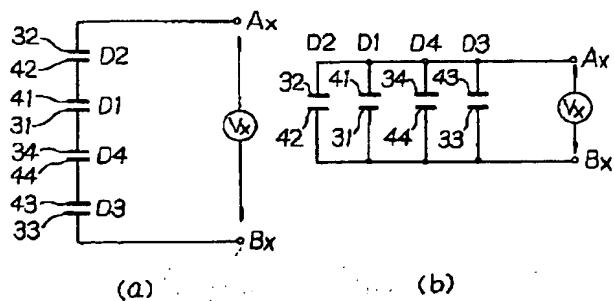 Ax
32
D2
42
41
D1
31
Vx
34
D4
44
43
D3
33
Bx
(a)
D2 D1 D4 D3
Ax
32 41 34 43
Vx
42 31 44 33
Bx
(b)